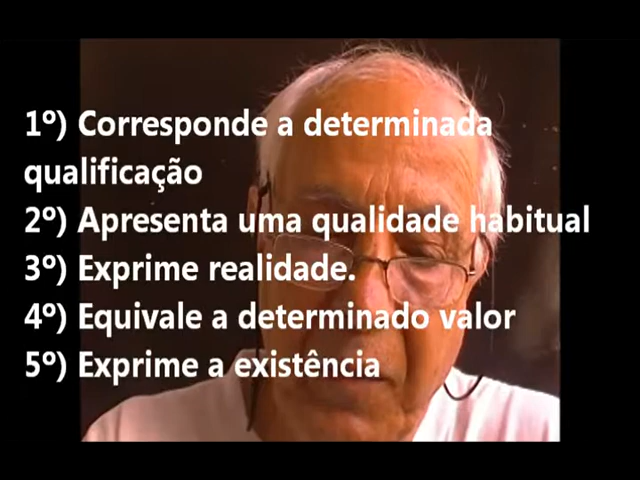 1º) Corresponde a determinada
qualificação
2º) Apresenta uma qualidade habitual
3º) Exprime realidade.
4º) Equivale a determinado valor
5º) Exprime a existência